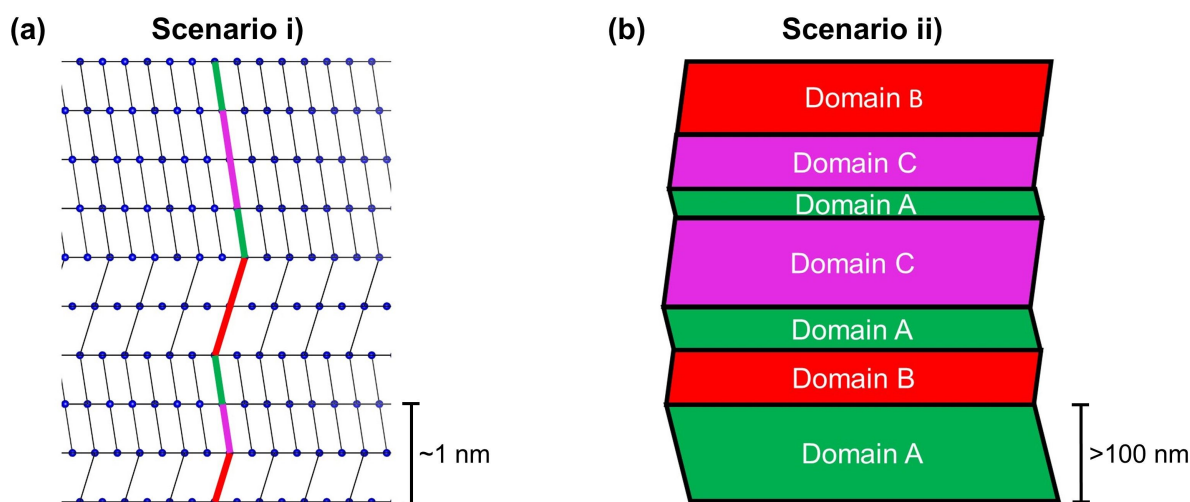 (a) Scenario i)
(b) Scenario ii)
~1 nm
Domain B
Domain C
Domain A
Domain C
Domain A
Domain B
Domain A
>100 nm